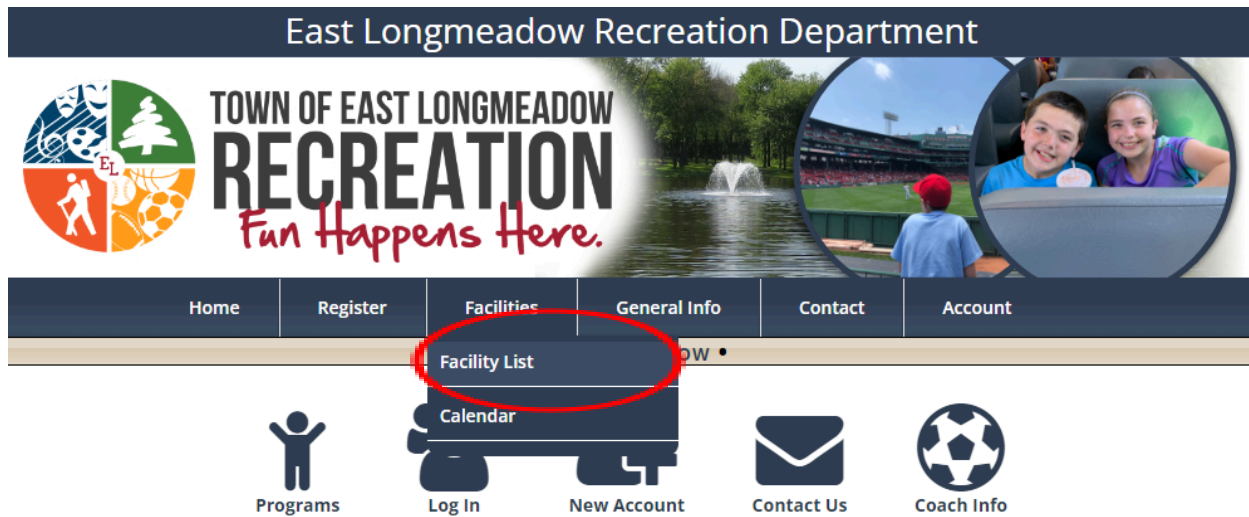 East Longmeadow Recreation Department
TOWN OF EAST LONGMEADOW
RECREATION
Fun Happens Here.
EL
Home Register Facilities General Info Contact Account
Facility List
ow •
Calendar
Programs Log In New Account Contact Us Coach Info